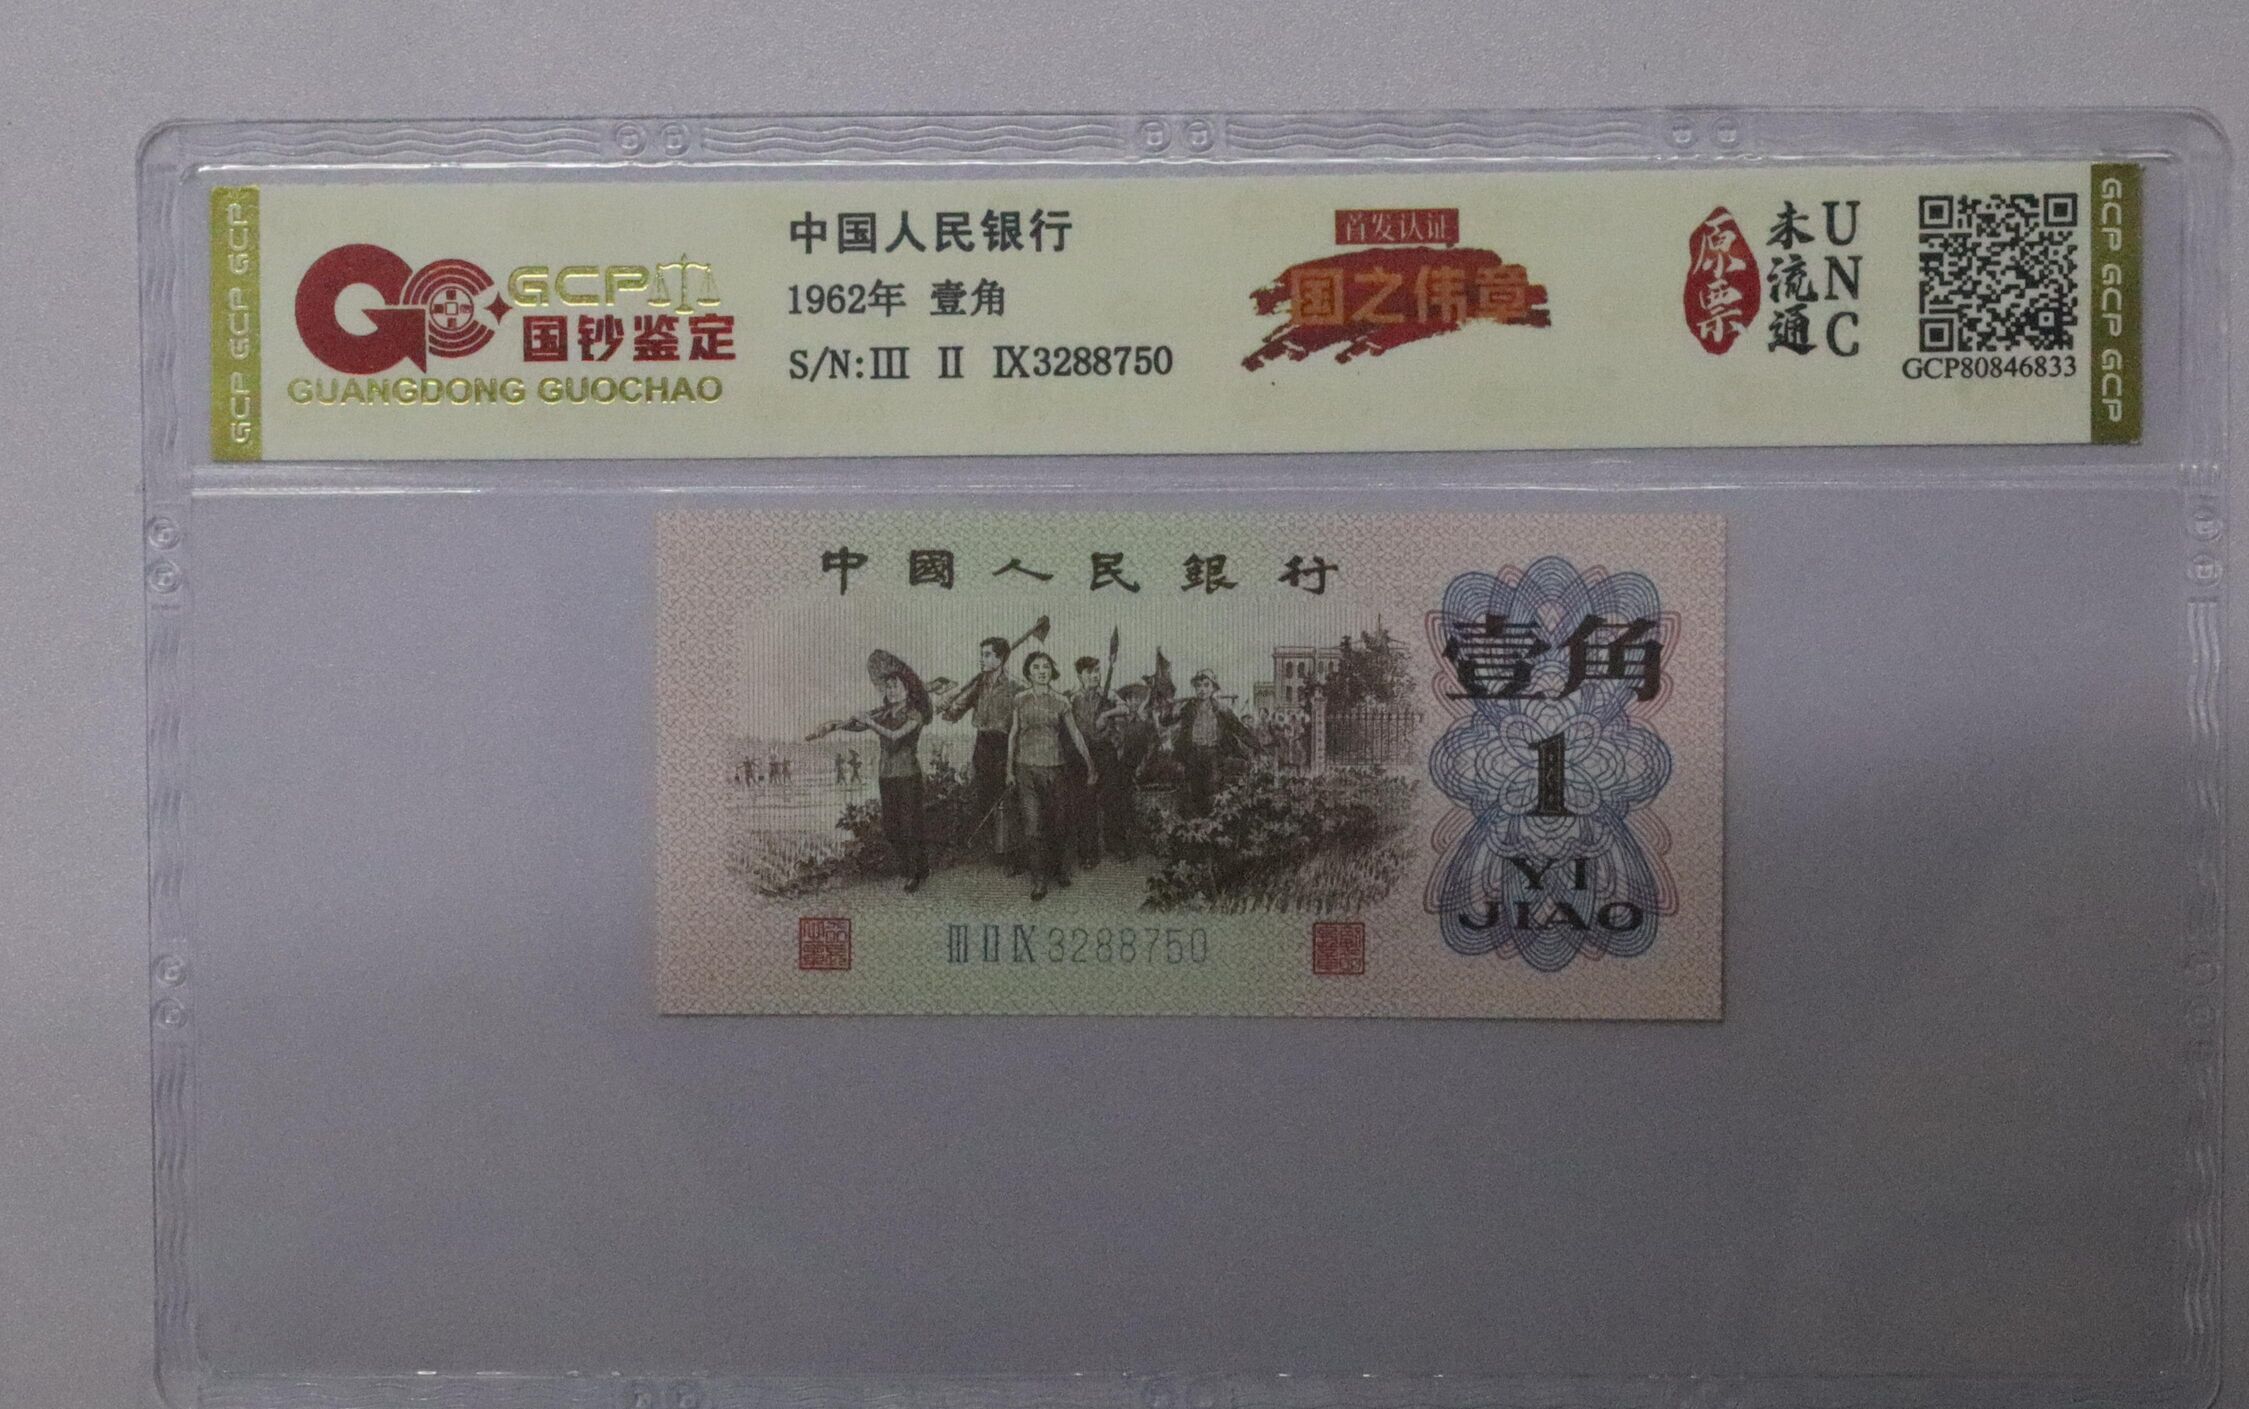 GCP GCP GCP
GCP
国钞鉴定
GUANGDONG GUOCHAO
中国人民银行
1962年 壹角
S/N:Ⅲ Ⅱ Ⅸ3288750
首发认证
国之伟章
原票
未流通
UNC
GCP80846833
GCP GCP GCP
中國人民銀行
壹角
1
YI
JIAO
Ⅲ Ⅱ Ⅸ 3288750